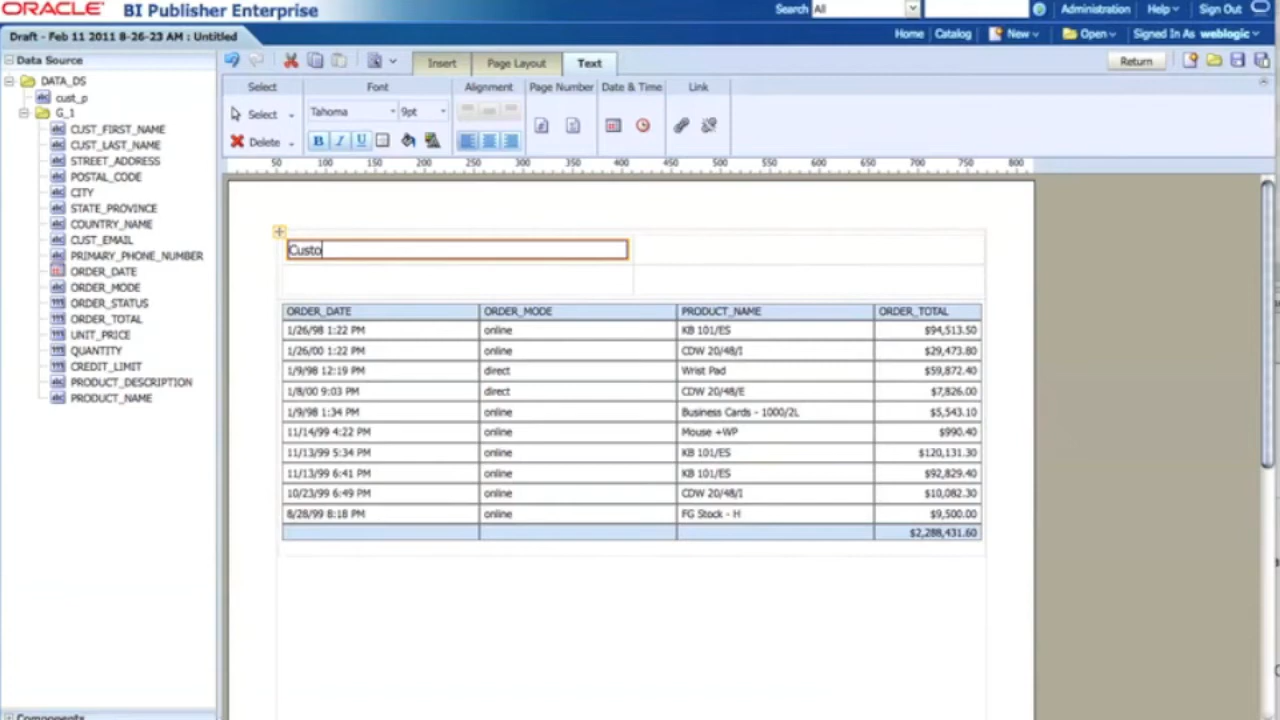 ORACLE BI Publisher Enterprise Search All Administration Help Sign Out
Draft - Feb 11 2011 8-26-23 AM : Untitled Home Catalog New Open Signed In As weblogic
Data Source Insert Page Layout Text Return
Select Font Alignment Page Number Date & Time Link
Select Tahoma 9pt
Delete B I U
50 100 150 200 250 300 350 400 450 500 550 600 650 700 750 800
DATA_DS
cust_p
G_1
CUST_FIRST_NAME
CUST_LAST_NAME
STREET_ADDRESS
POSTAL_CODE
CITY
STATE_PROVINCE
COUNTRY_NAME
CUST_EMAIL
PRIMARY_PHONE_NUMBER
ORDER_DATE
ORDER_MODE
ORDER_STATUS
ORDER_TOTAL
UNIT_PRICE
QUANTITY
CREDIT_LIMIT
PRODUCT_DESCRIPTION
PRODUCT_NAME
Components
Custo
ORDER_DATE ORDER_MODE PRODUCT_NAME ORDER_TOTAL
1/26/98 1:22 PM online KB 101/ES $94,513.50
1/26/00 1:22 PM online CDW 20/48/I $29,473.80
1/9/98 12:19 PM direct Wrist Pad $59,872.40
1/8/00 9:03 PM direct CDW 20/48/E $7,826.00
1/9/98 1:34 PM online Business Cards - 1000/2L $5,543.10
11/14/99 4:22 PM online Mouse +WP $990.40
11/13/99 5:34 PM online KB 101/ES $120,131.30
11/13/99 6:41 PM online KB 101/ES $92,829.40
10/23/99 6:49 PM online CDW 20/48/I $10,082.30
8/28/99 8:18 PM online FG Stock - H $9,500.00
$2,288,431.60